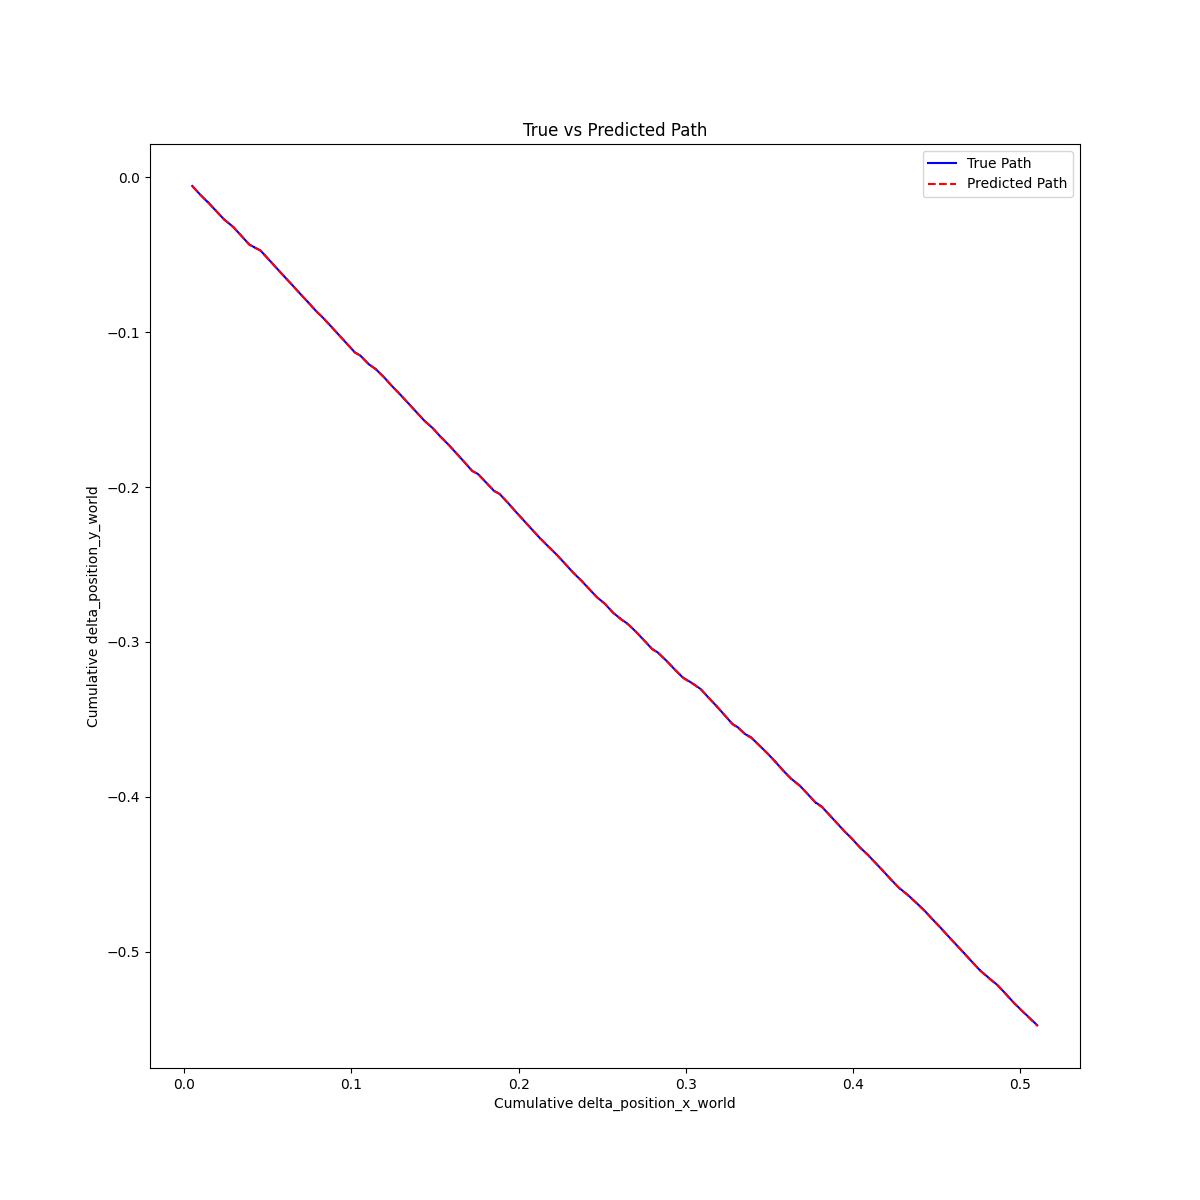 True vs Predicted Path
True Path
Predicted Path
0.0
−0.1
−0.2
−0.3
−0.4
−0.5
Cumulative delta_position_y_world
0.0 0.1 0.2 0.3 0.4 0.5
Cumulative delta_position_x_world